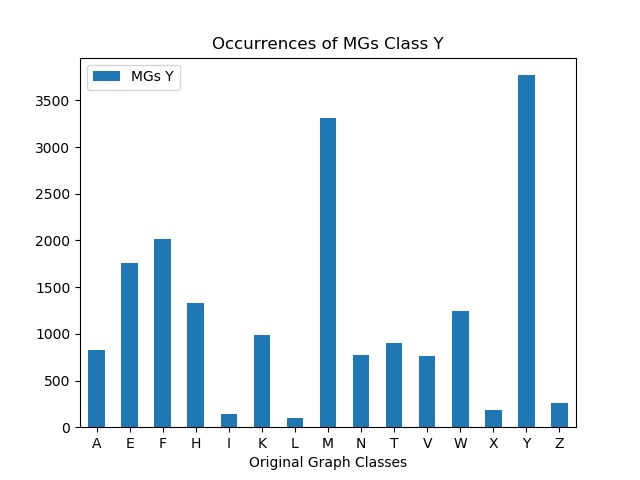 Occurrences of MGs Class Y
MGs Y
3500
3000
2500
2000
1500
1000
500
0
A E F H I K L M N T V W X Y Z
Original Graph Classes